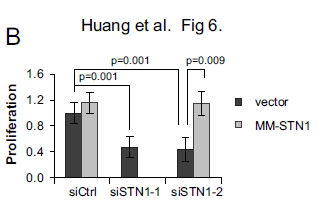 Huang et al. Fig 6.
B
p=0.001
p=0.009
p=0.001
1.6
1.2
0.8
0.4
0.0
Proliferation
vector
MM-STN1
siCtrl siSTN1-1 siSTN1-2